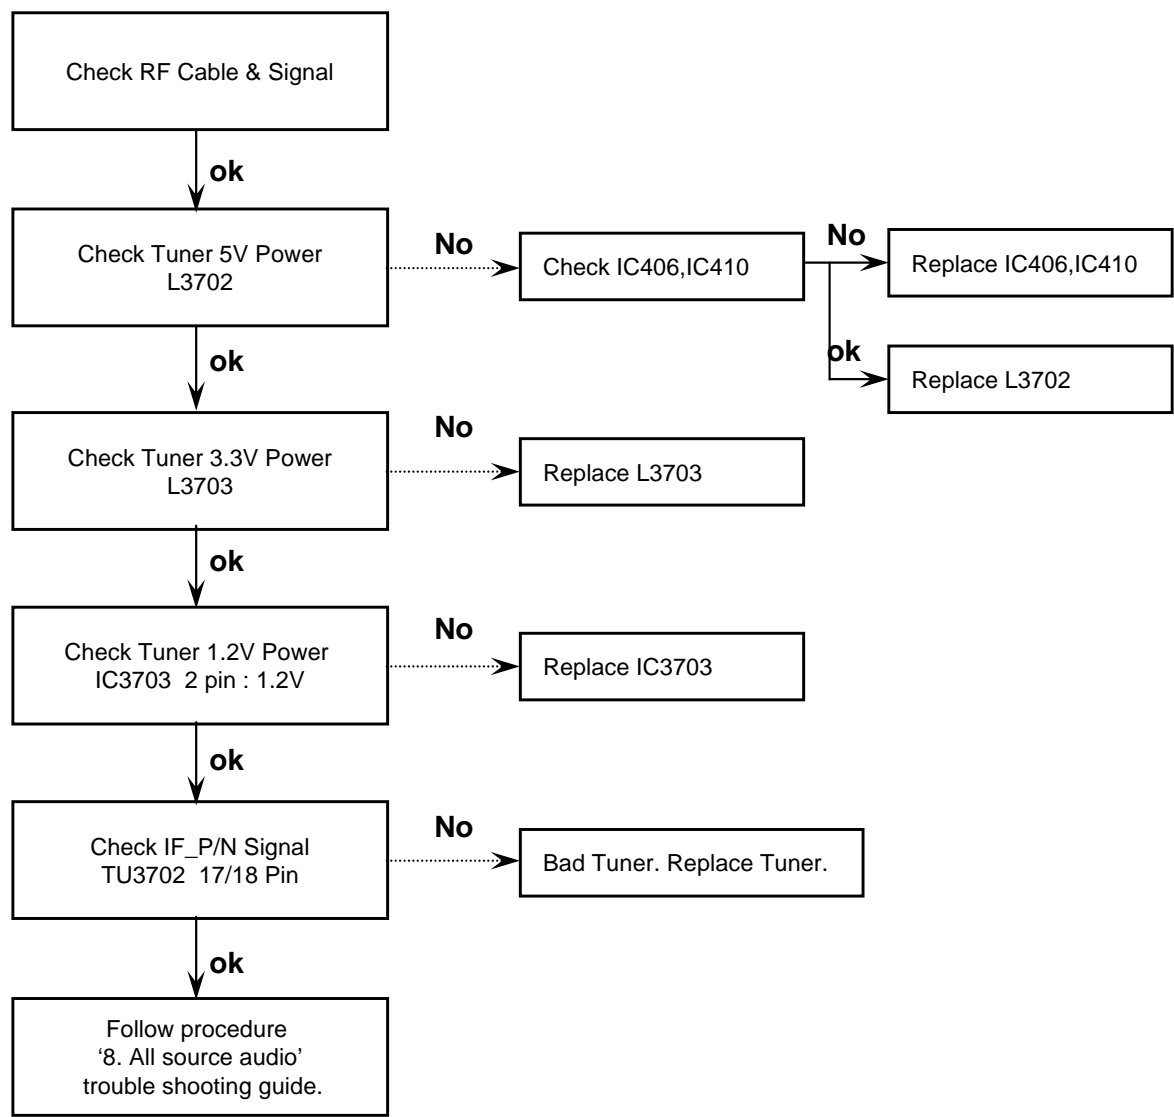 Check RF Cable & Signal
ok
Check Tuner 5V Power
L3702
No
Check IC406,IC410
No
Replace IC406,IC410
ok
Replace L3702
ok
Check Tuner 3.3V Power
L3703
No
Replace L3703
ok
Check Tuner 1.2V Power
IC3703  2 pin : 1.2V
No
Replace IC3703
ok
Check IF_P/N Signal
TU3702  17/18 Pin
No
Bad Tuner. Replace Tuner.
ok
Follow procedure
‘8. All source audio’
trouble shooting guide.